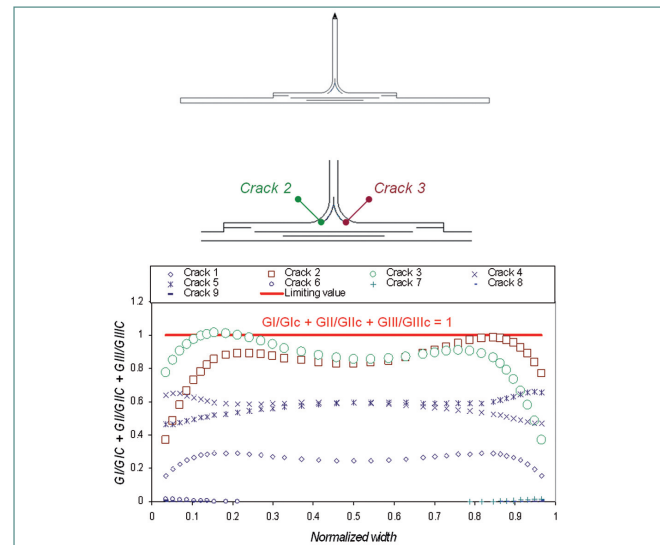 Crack 2 Crack 3
Crack 1 Crack 2 Crack 3 Crack 4
Crack 5 Crack 6 Crack 7 Crack 8
Crack 9 Limiting value
GI/GIc + GII/GIIc + GIII/GIIIc = 1
GI/GIC + GII/GIIC + GIII/GIIIC
1.2
1
0.8
0.6
0.4
0.2
0
0 0.1 0.2 0.3 0.4 0.5 0.6 0.7 0.8 0.9 1
Normalized width